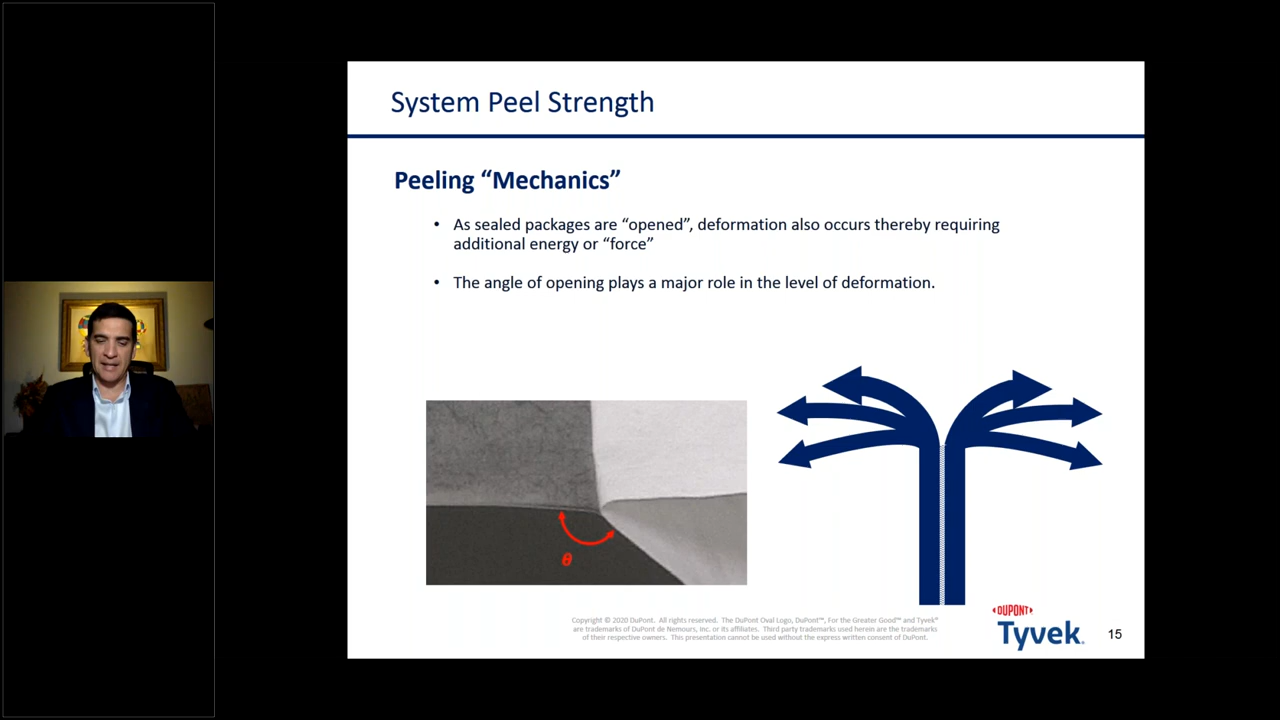 System Peel Strength
Peeling “Mechanics”
• As sealed packages are “opened”, deformation also occurs thereby requiring
additional energy or “force”
• The angle of opening plays a major role in the level of deformation.
θ
Copyright © 2020 DuPont. All rights reserved. The DuPont Oval Logo, DuPont™, For the Greater Good™ and Tyvek®
are trademarks of DuPont de Nemours, Inc. or its affiliates. Third party trademarks used herein are the trademarks
of their respective owners. This presentation cannot be used without the express written consent of DuPont.
DUPONT
Tyvek®
15